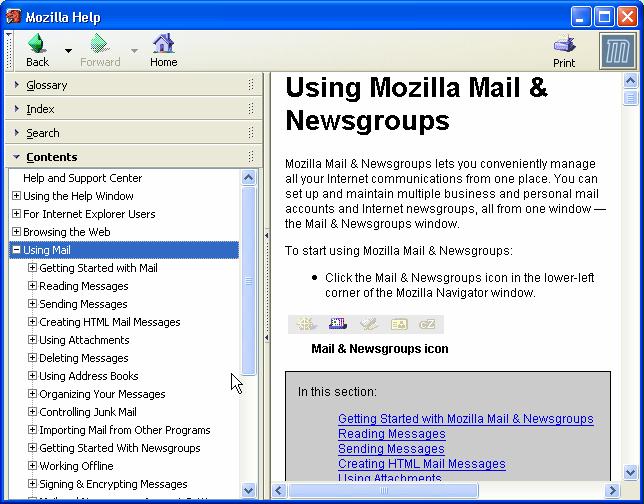 Mozilla Help
Back
Forward
Home
Print
Glossary
Index
Search
Contents
Help and Support Center
Using the Help Window
For Internet Explorer Users
Browsing the Web
Using Mail
Getting Started with Mail
Reading Messages
Sending Messages
Creating HTML Mail Messages
Using Attachments
Deleting Messages
Using Address Books
Organizing Your Messages
Controlling Junk Mail
Importing Mail from Other Programs
Getting Started With Newsgroups
Working Offline
Signing & Encrypting Messages
Using Mozilla Mail &
Newsgroups
Mozilla Mail & Newsgroups lets you conveniently manage
all your Internet communications from one place. You can
set up and maintain multiple business and personal mail
accounts and Internet newsgroups, all from one window —
the Mail & Newsgroups window.
To start using Mozilla Mail & Newsgroups:
Click the Mail & Newsgroups icon in the lower-left
corner of the Mozilla Navigator window.
CZ
Mail & Newsgroups icon
In this section:
Getting Started with Mozilla Mail & Newsgroups
Reading Messages
Sending Messages
Creating HTML Mail Messages
Using Attachments